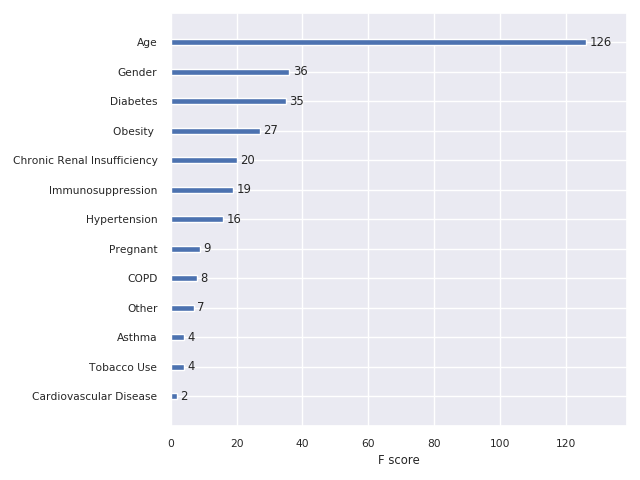 Age 126
Gender 36
Diabetes 35
Obesity 27
Chronic Renal Insufficiency 20
Immunosuppression 19
Hypertension 16
Pregnant 9
COPD 8
Other 7
Asthma 4
Tobacco Use 4
Cardiovascular Disease 2
0 20 40 60 80 100 120
F score